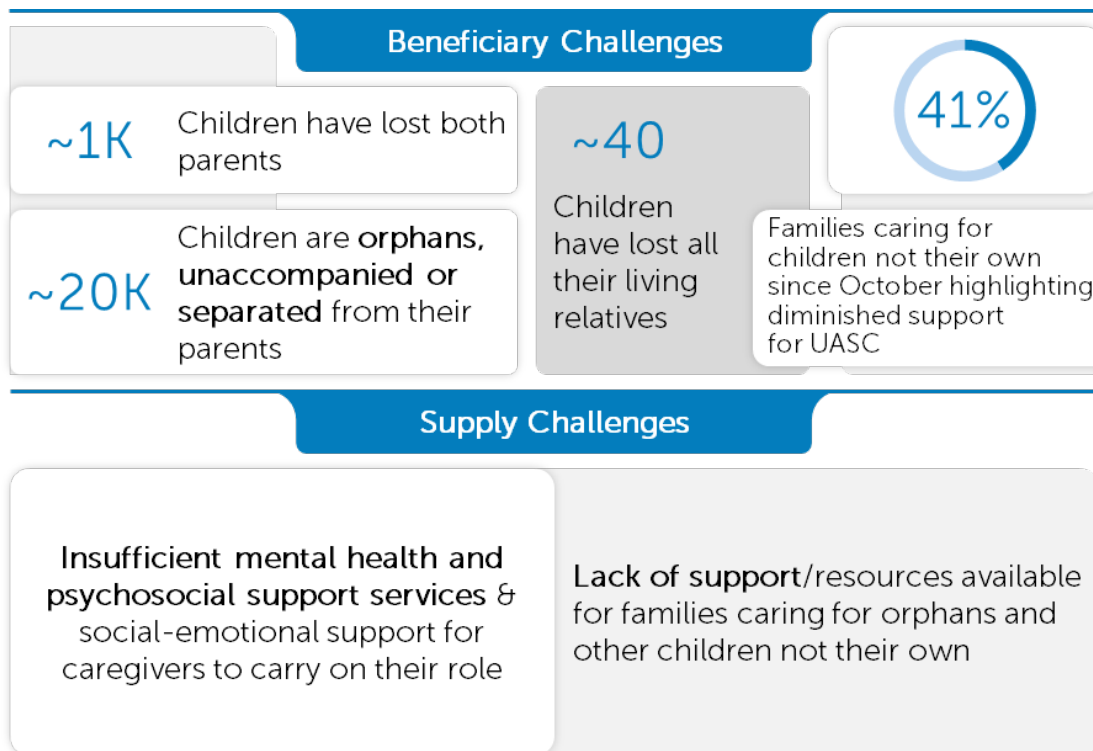 Beneficiary Challenges
~1K
Children have lost both
parents
~20K
Children are orphans,
unaccompanied or
separated from their
parents
~40
Children
have lost all
their living
relatives
41%
Families caring for
children not their own
since October highlighting
diminished support
for UASC
Supply Challenges
Insufficient mental health and
psychosocial support services &
social-emotional support for
caregivers to carry on their role
Lack of support/resources available
for families caring for orphans and
other children not their own